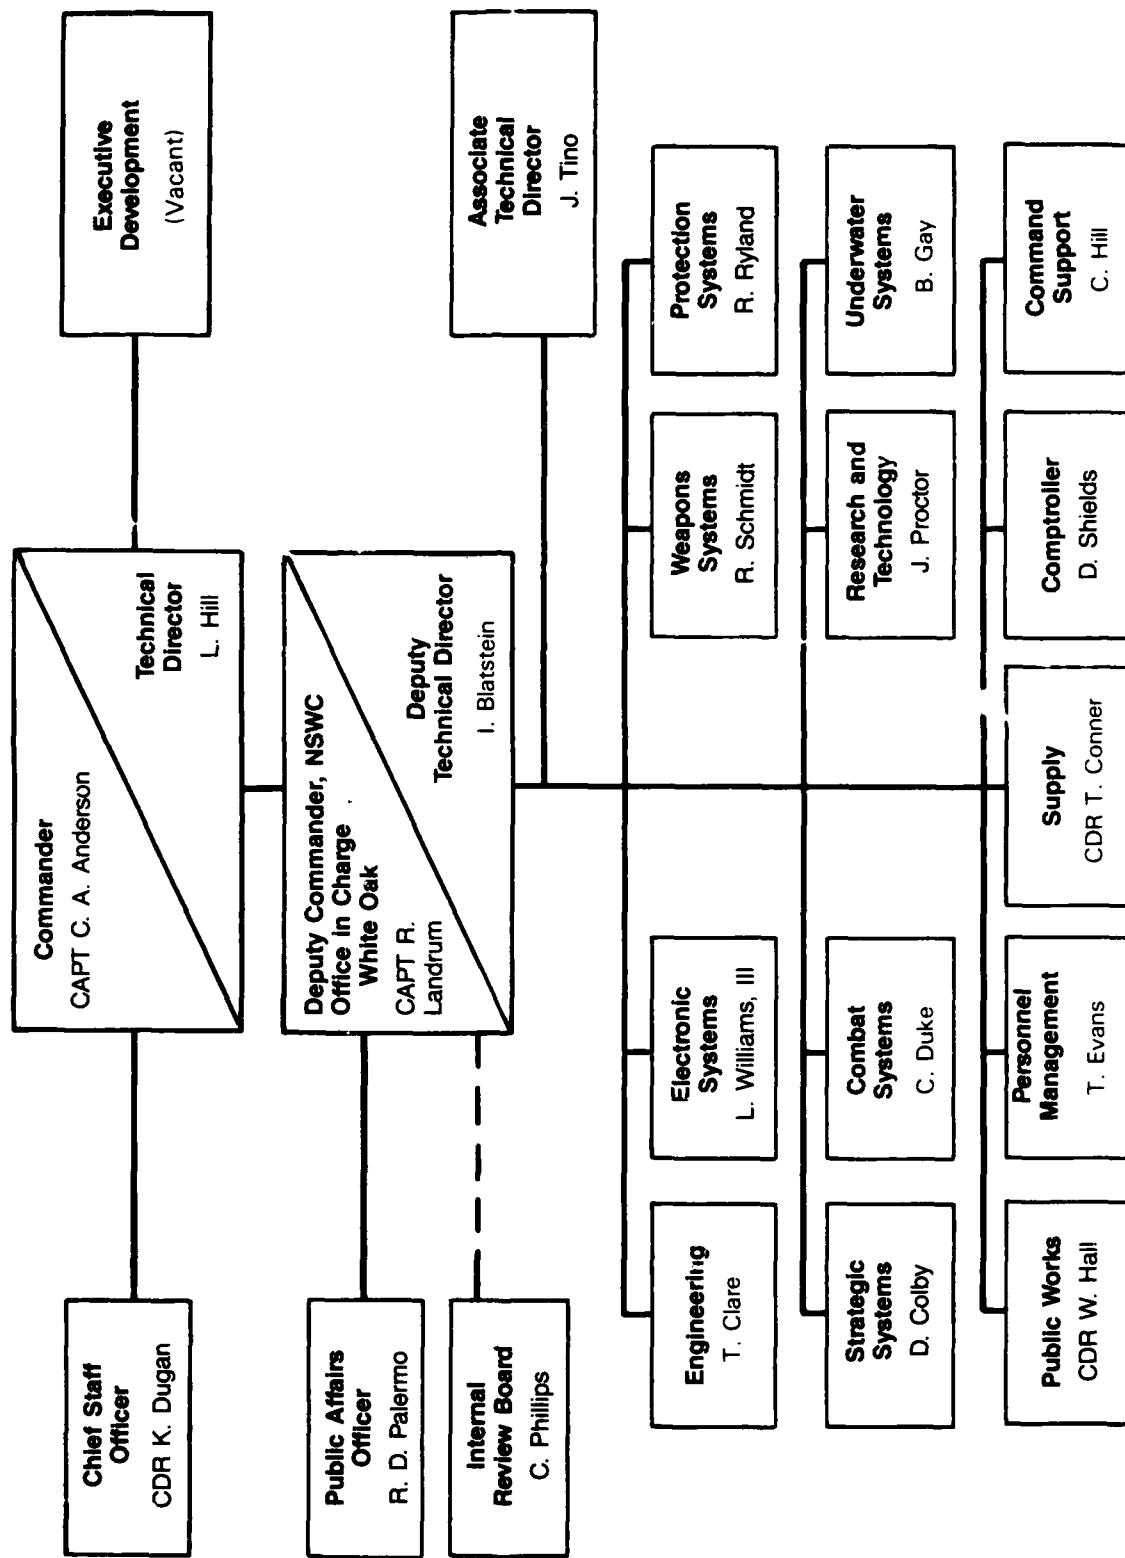 Commander
CAPT C. A. Anderson
Technical
Director
L. Hill
Chief Staff
Officer
CDR K. Dugan
Executive
Development
(Vacant)
Deputy Commander, NSWC
Office in Charge
White Oak
CAPT R.
Landrum
Deputy
Technical Director
I. Blatstein
Public Affairs
Officer
R. D. Palermo
Internal
Review Board
C. Phillips
Associate
Technical
Director
J. Tino
Engineering
T. Clare
Electronic
Systems
L. Williams, III
Weapons
Systems
R. Schmidt
Protection
Systems
R. Ryland
Strategic
Systems
D. Colby
Combat
Systems
C. Duke
Research and
Technology
J. Proctor
Underwater
Systems
B. Gay
Public Works
CDR W. Hall
Personnel
Management
T. Evans
Supply
CDR T. Conner
Comptroller
D. Shields
Command
Support
C. Hill